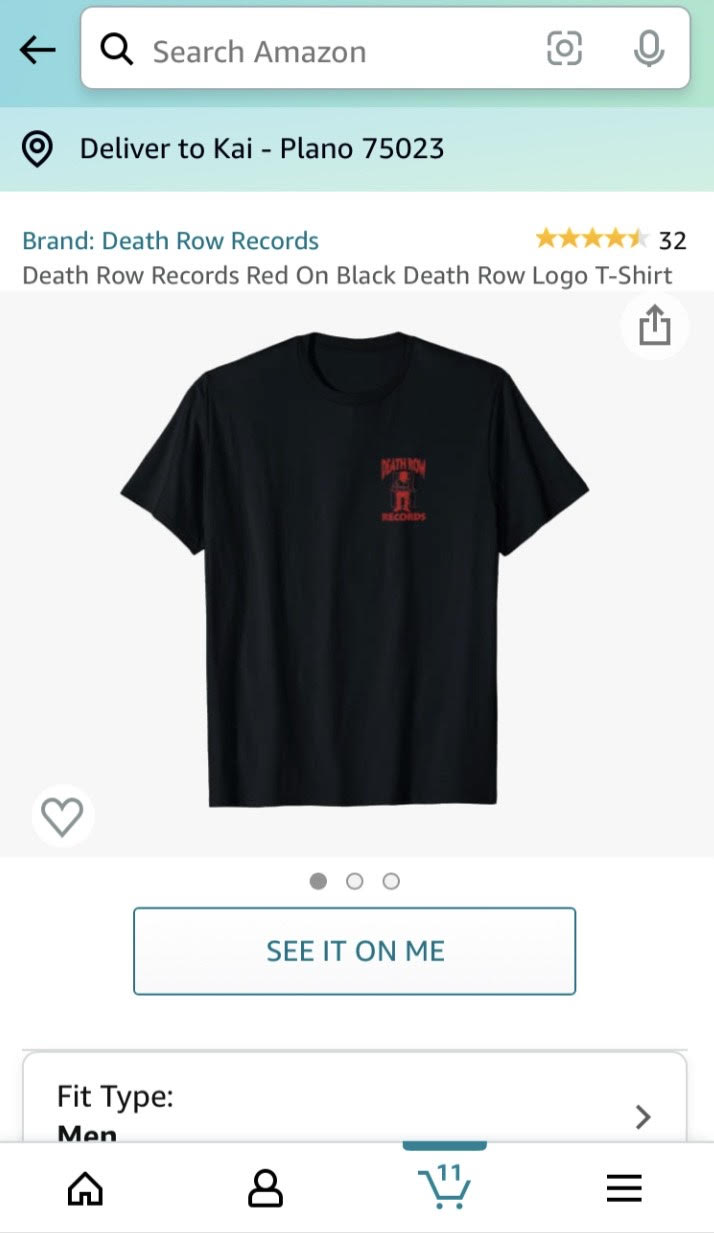 Search Amazon
Deliver to Kai - Plano 75023
Brand: Death Row Records
32
Death Row Records Red On Black Death Row Logo T-Shirt
DEATH ROW
RECORDS
SEE IT ON ME
Fit Type:
Men
11